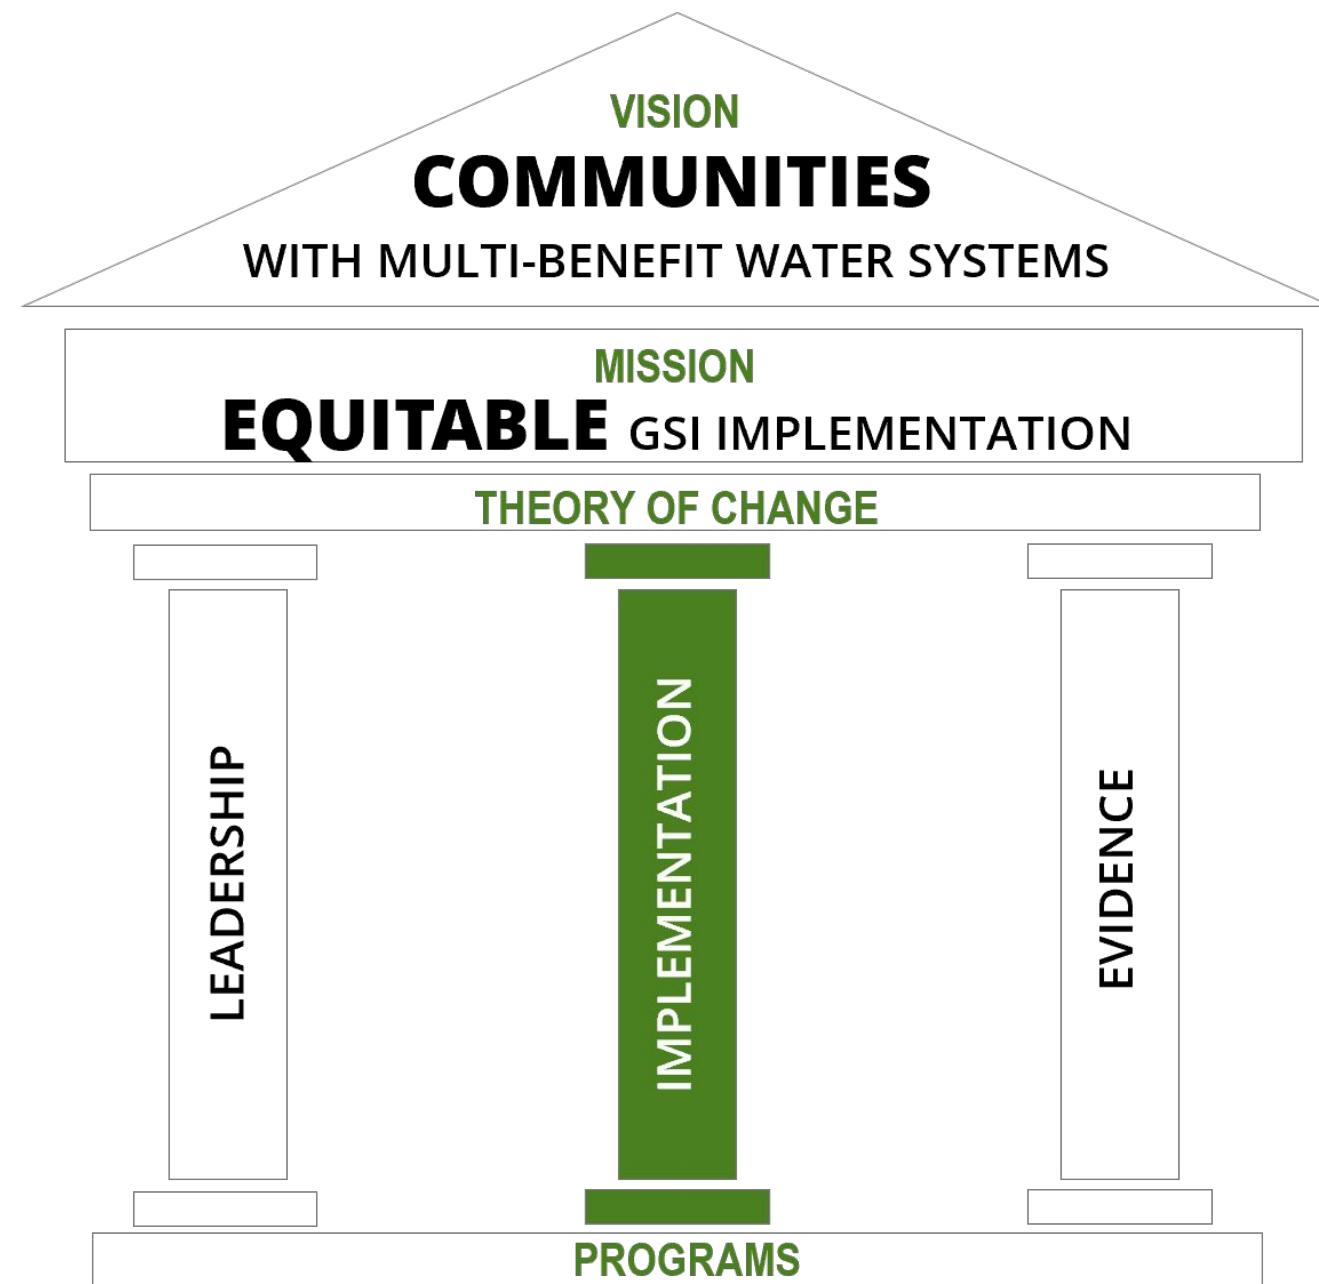 VISION
COMMUNITIES
WITH MULTI-BENEFIT WATER SYSTEMS
MISSION
EQUITABLE GSI IMPLEMENTATION
THEORY OF CHANGE
LEADERSHIP
IMPLEMENTATION
EVIDENCE
PROGRAMS